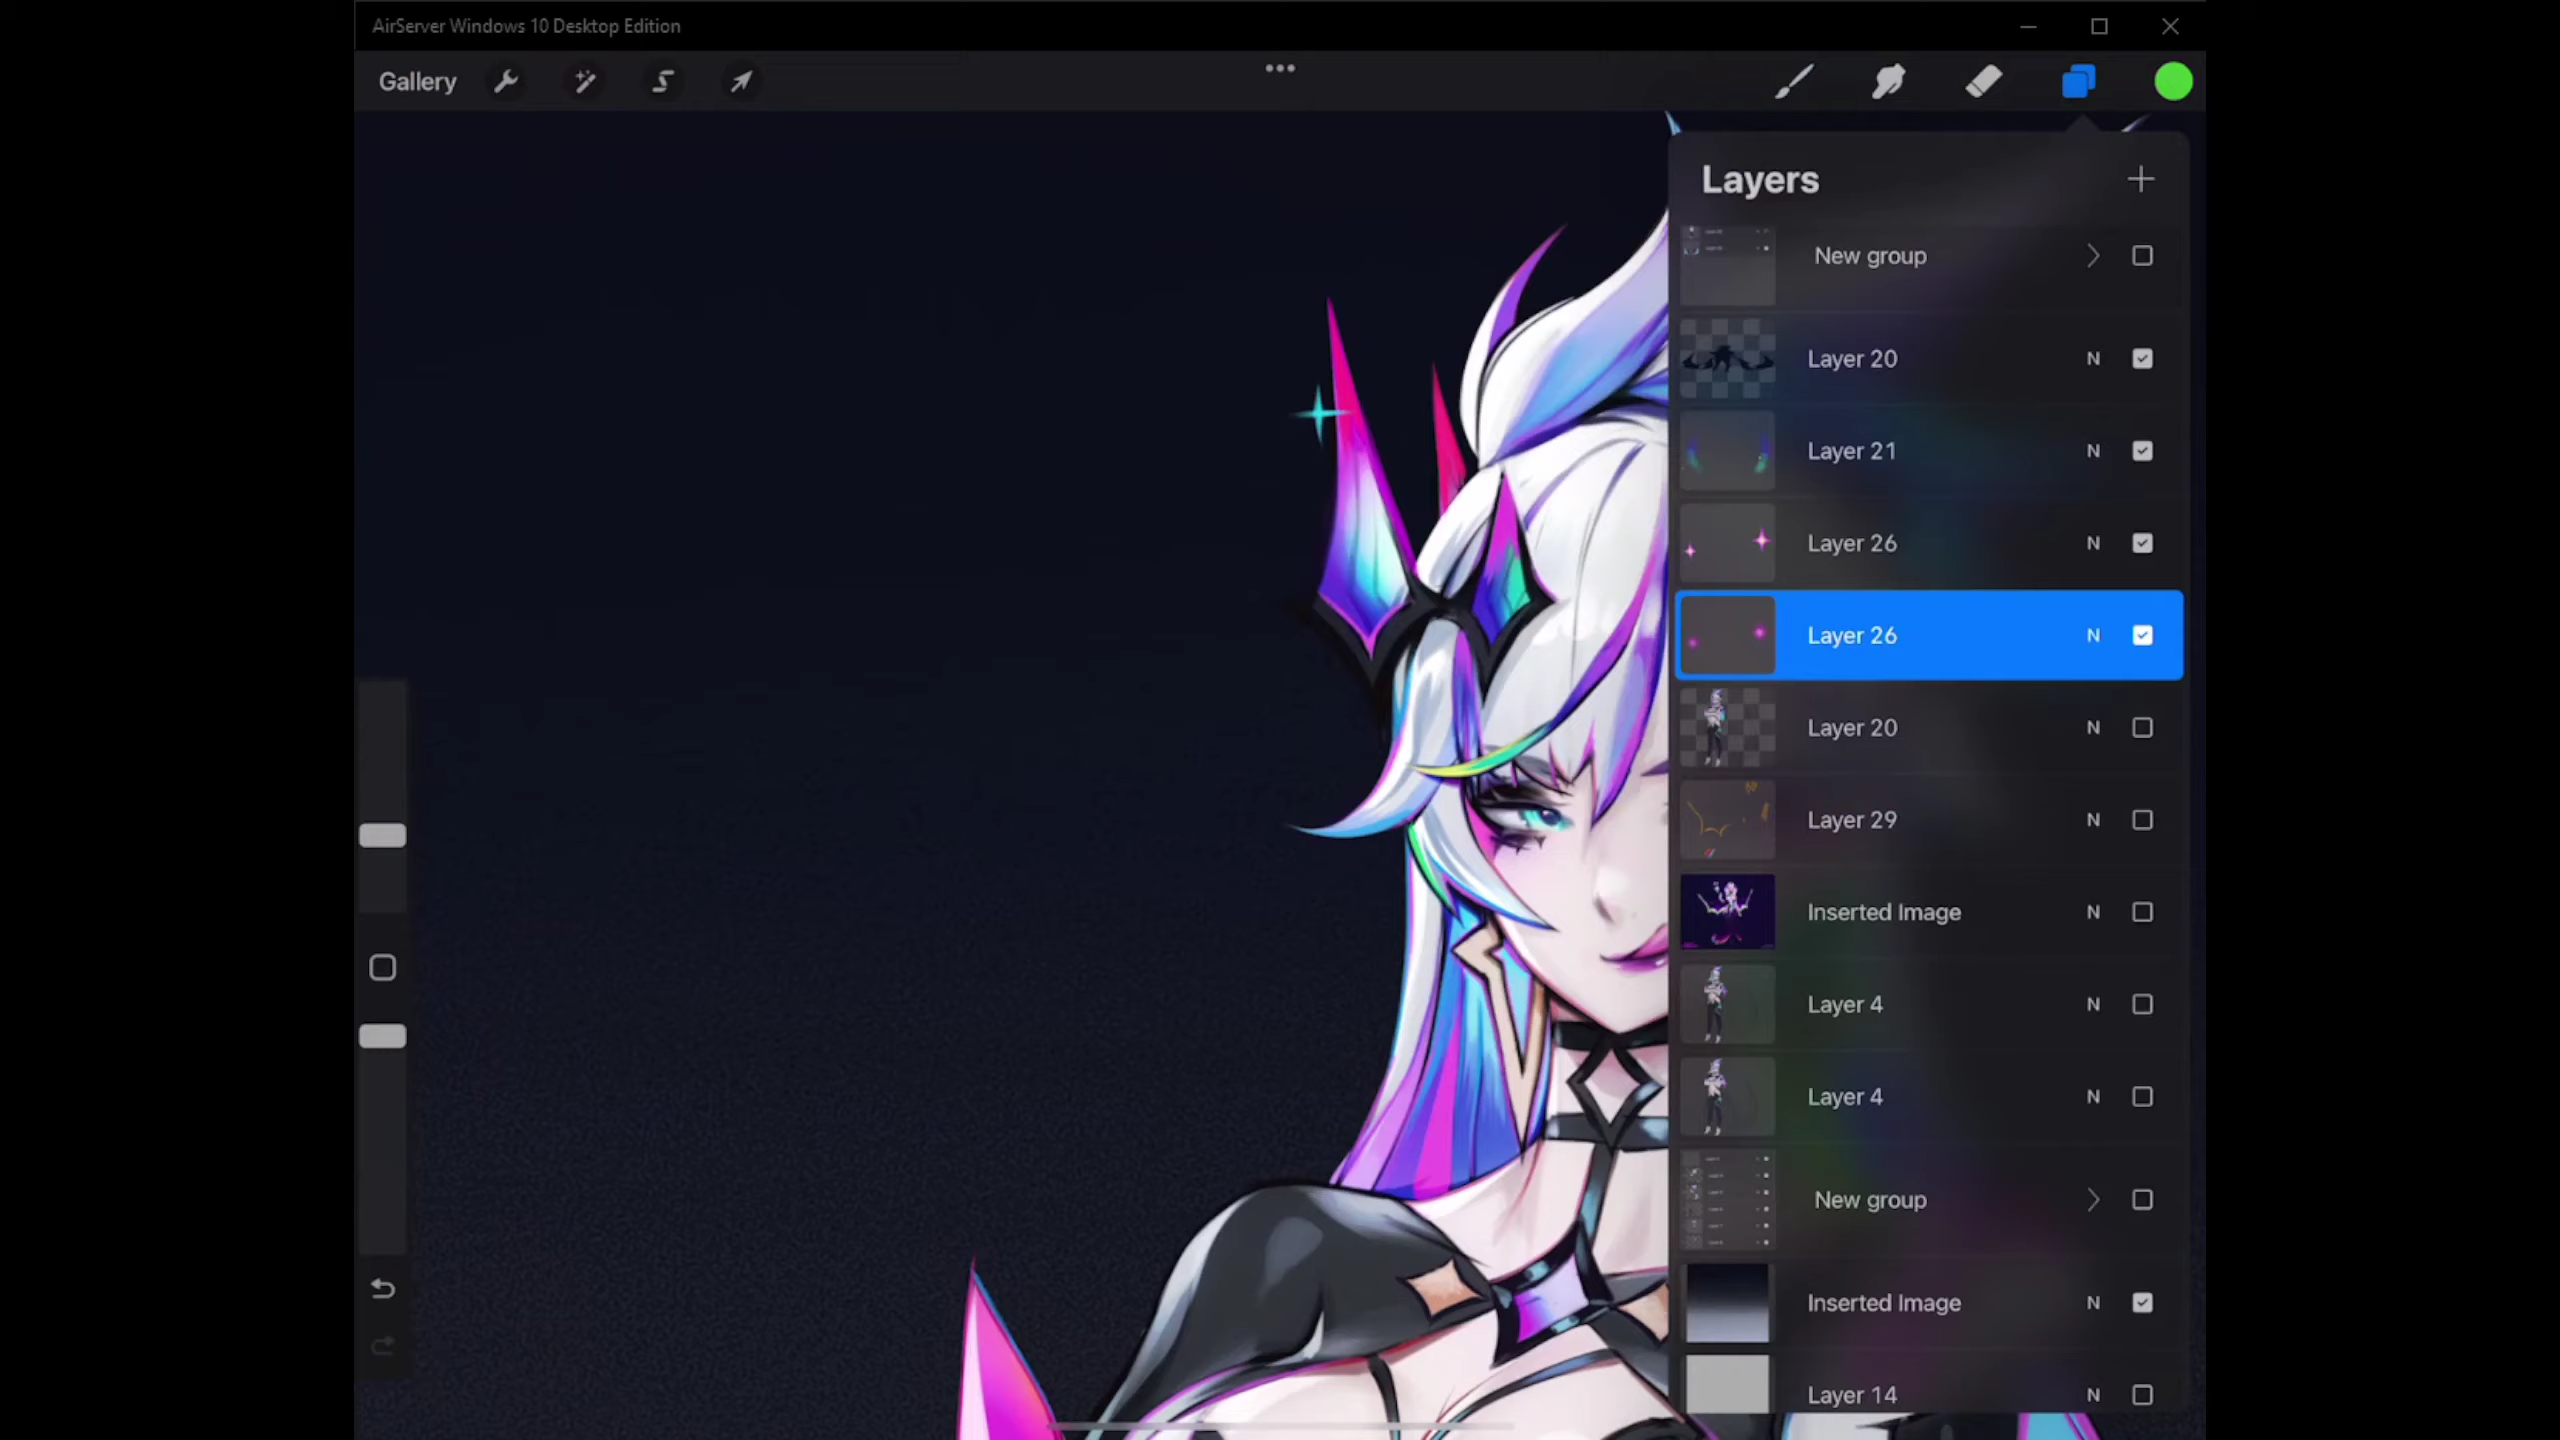 AirServer Windows 10 Desktop Edition
Gallery
Layers
New group
Layer 20 N
Layer 21 N
Layer 26 N
Layer 26 N
Layer 20 N
Layer 29 N
Inserted Image N
Layer 4 N
Layer 4 N
New group
Inserted Image N
Layer 14 N